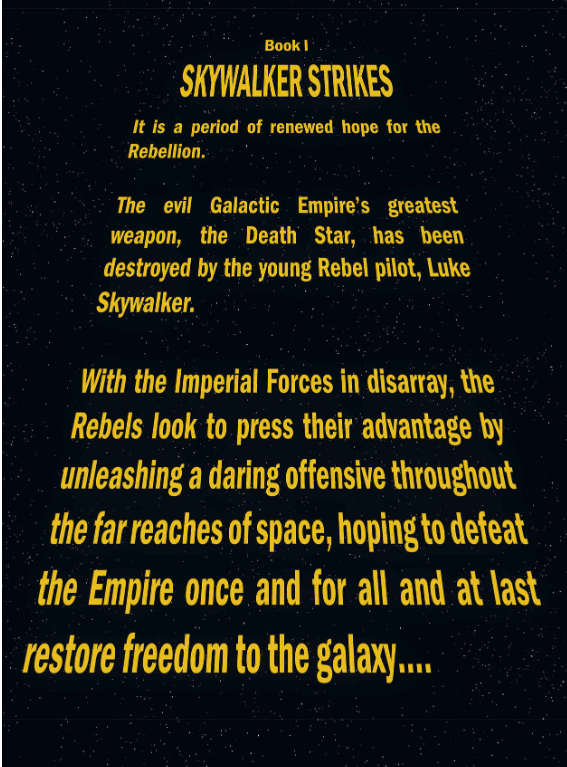 Book I
SKYWALKER STRIKES
It is a period of renewed hope for the
Rebellion.
The evil Galactic Empire's greatest
weapon, the Death Star, has been
destroyed by the young Rebel pilot, Luke
Skywalker.
With the Imperial Forces in disarray, the
Rebels look to press their advantage by
unleashing a daring offensive throughout
the far reaches of space, hoping to defeat
the Empire once and for all and at last
restore freedom to the galaxy....